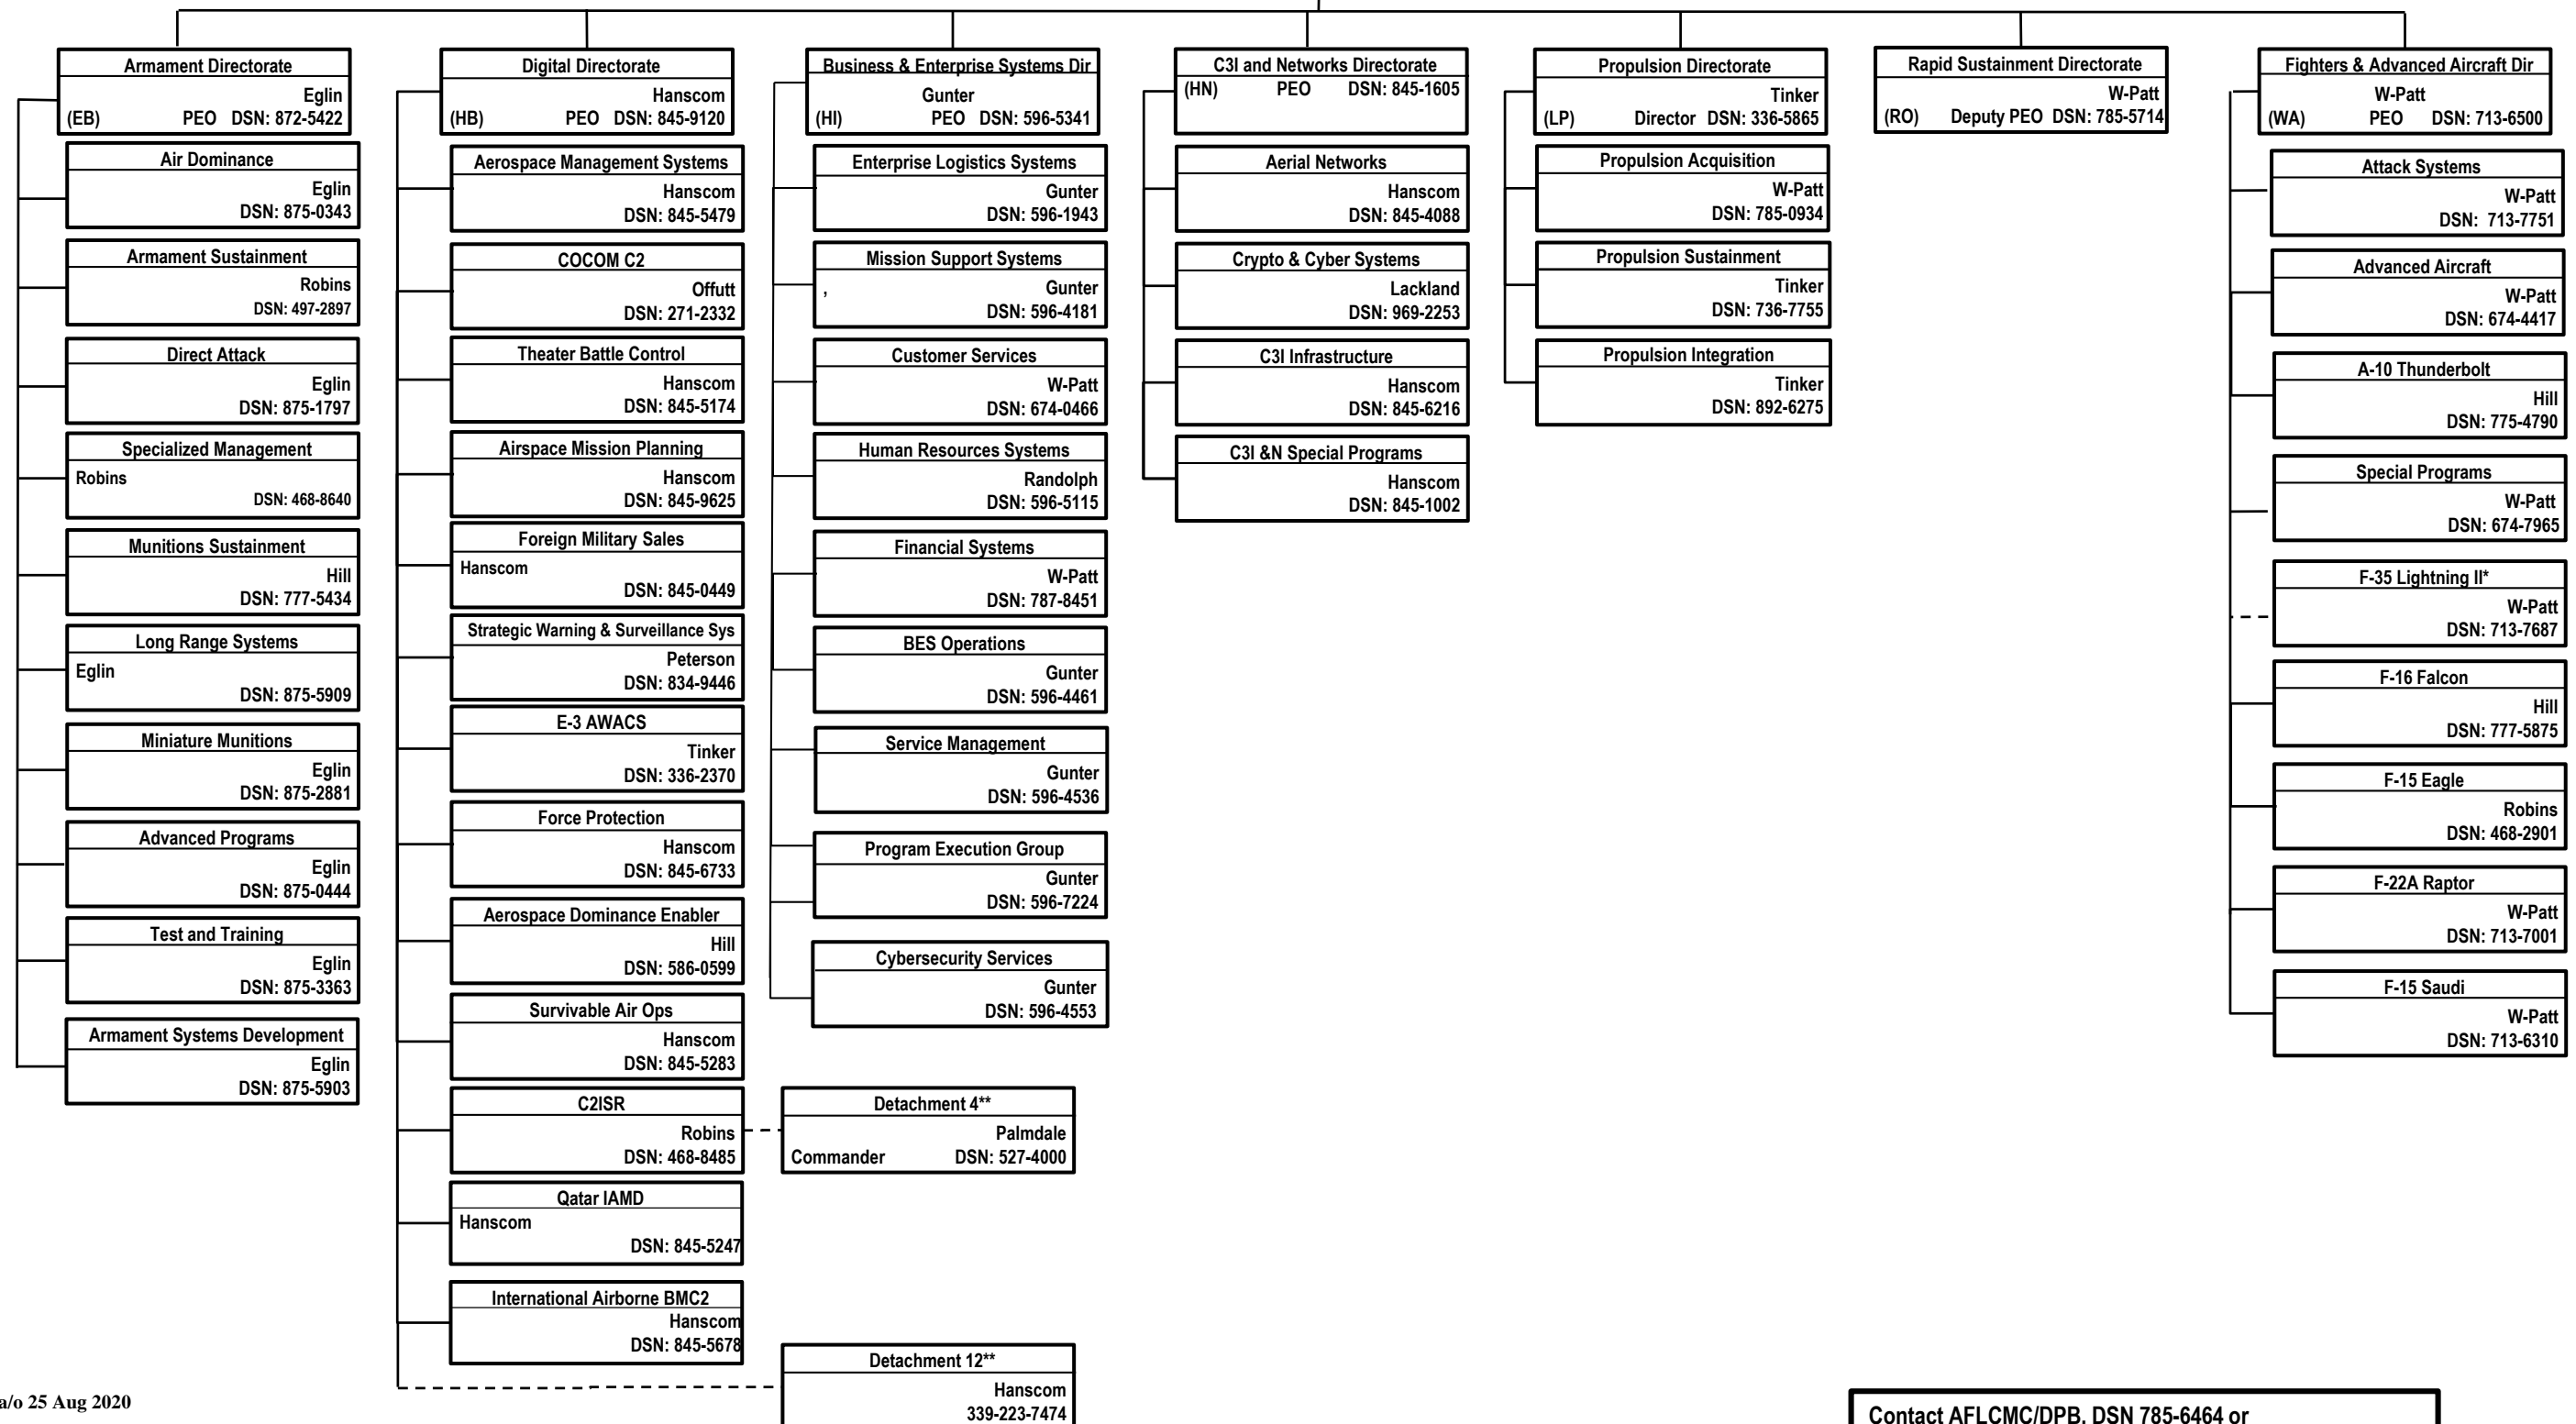 Armament Directorate
Eglin
(EB) PEO DSN: 872-5422
Air Dominance
Eglin
DSN: 875-0343
Armament Sustainment
Robins
DSN: 497-2897
Direct Attack
Eglin
DSN: 875-1797
Specialized Management
Robins
DSN: 468-8640
Munitions Sustainment
Hill
DSN: 777-5434
Long Range Systems
Eglin
DSN: 875-5909
Miniature Munitions
Eglin
DSN: 875-2881
Advanced Programs
Eglin
DSN: 875-0444
Test and Training
Eglin
DSN: 875-3363
Armament Systems Development
Eglin
DSN: 875-5903
Digital Directorate
Hanscom
(HB) PEO DSN: 845-9120
Aerospace Management Systems
Hanscom
DSN: 845-5479
COCOM C2
Offutt
DSN: 271-2332
Theater Battle Control
Hanscom
DSN: 845-5174
Airspace Mission Planning
Hanscom
DSN: 845-9625
Foreign Military Sales
Hanscom
DSN: 845-0449
Strategic Warning & Surveillance Sys
Peterson
DSN: 834-9446
E-3 AWACS
Tinker
DSN: 336-2370
Force Protection
Hanscom
DSN: 845-6733
Aerospace Dominance Enabler
Hill
DSN: 586-0599
Survivable Air Ops
Hanscom
DSN: 845-5283
C2ISR
Robins
DSN: 468-8485
Detachment 4**
Palmdale
Commander DSN: 527-4000
Qatar IAMD
Hanscom
DSN: 845-5247
International Airborne BMC2
Hanscom
DSN: 845-5678
Detachment 12**
Hanscom
339-223-7474
Business & Enterprise Systems Dir
Gunter
(HI) PEO DSN: 596-5341
Enterprise Logistics Systems
Gunter
DSN: 596-1943
Mission Support Systems
, Gunter
DSN: 596-4181
Customer Services
W-Patt
DSN: 674-0466
Human Resources Systems
Randolph
DSN: 596-5115
Financial Systems
W-Patt
DSN: 787-8451
BES Operations
Gunter
DSN: 596-4461
Service Management
Gunter
DSN: 596-4536
Program Execution Group
Gunter
DSN: 596-7224
Cybersecurity Services
Gunter
DSN: 596-4553
C3I and Networks Directorate
(HN) PEO DSN: 845-1605
Aerial Networks
Hanscom
DSN: 845-4088
Crypto & Cyber Systems
Lackland
DSN: 969-2253
C3I Infrastructure
Hanscom
DSN: 845-6216
C3I &N Special Programs
Hanscom
DSN: 845-1002
Propulsion Directorate
Tinker
(LP) Director DSN: 336-5865
Propulsion Acquisition
W-Patt
DSN: 785-0934
Propulsion Sustainment
Tinker
DSN: 736-7755
Propulsion Integration
Tinker
DSN: 892-6275
Rapid Sustainment Directorate
W-Patt
(RO) Deputy PEO DSN: 785-5714
Fighters & Advanced Aircraft Dir
W-Patt
(WA) PEO DSN: 713-6500
Attack Systems
W-Patt
DSN: 713-7751
Advanced Aircraft
W-Patt
DSN: 674-4417
A-10 Thunderbolt
Hill
DSN: 775-4790
Special Programs
W-Patt
DSN: 674-7965
F-35 Lightning II*
W-Patt
DSN: 713-7687
F-16 Falcon
Hill
DSN: 777-5875
F-15 Eagle
Robins
DSN: 468-2901
F-22A Raptor
W-Patt
DSN: 713-7001
F-15 Saudi
W-Patt
DSN: 713-6310
a/o 25 Aug 2020
Contact AFLCMC/DPB, DSN 785-6464 or